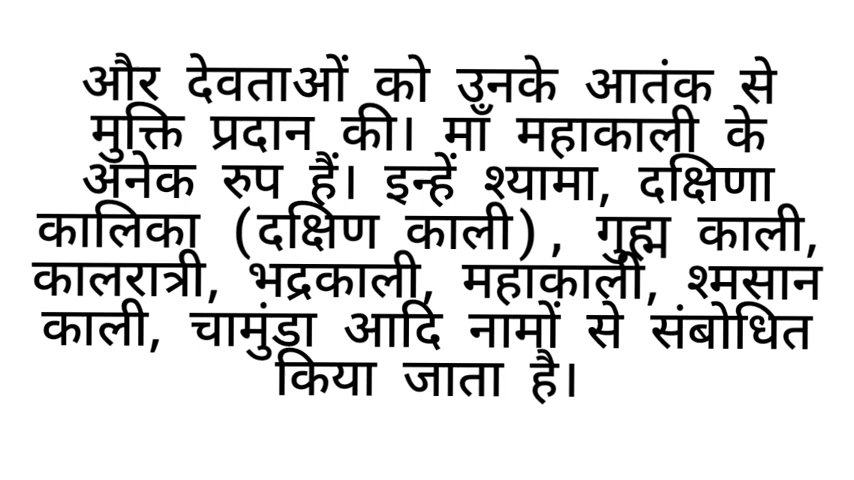 और देवताओं को उनके आतंक से
मुक्ति प्रदान की। माँ महाकाली के
अनेक रुप हैं। इन्हें श्यामा, दक्षिणा
कालिका (दक्षिण काली), गुह्म काली,
कालरात्री, भद्रकाली, महाकाली, श्मसान
काली, चामुंडा आदि नामों से संबोधित
किया जाता है।